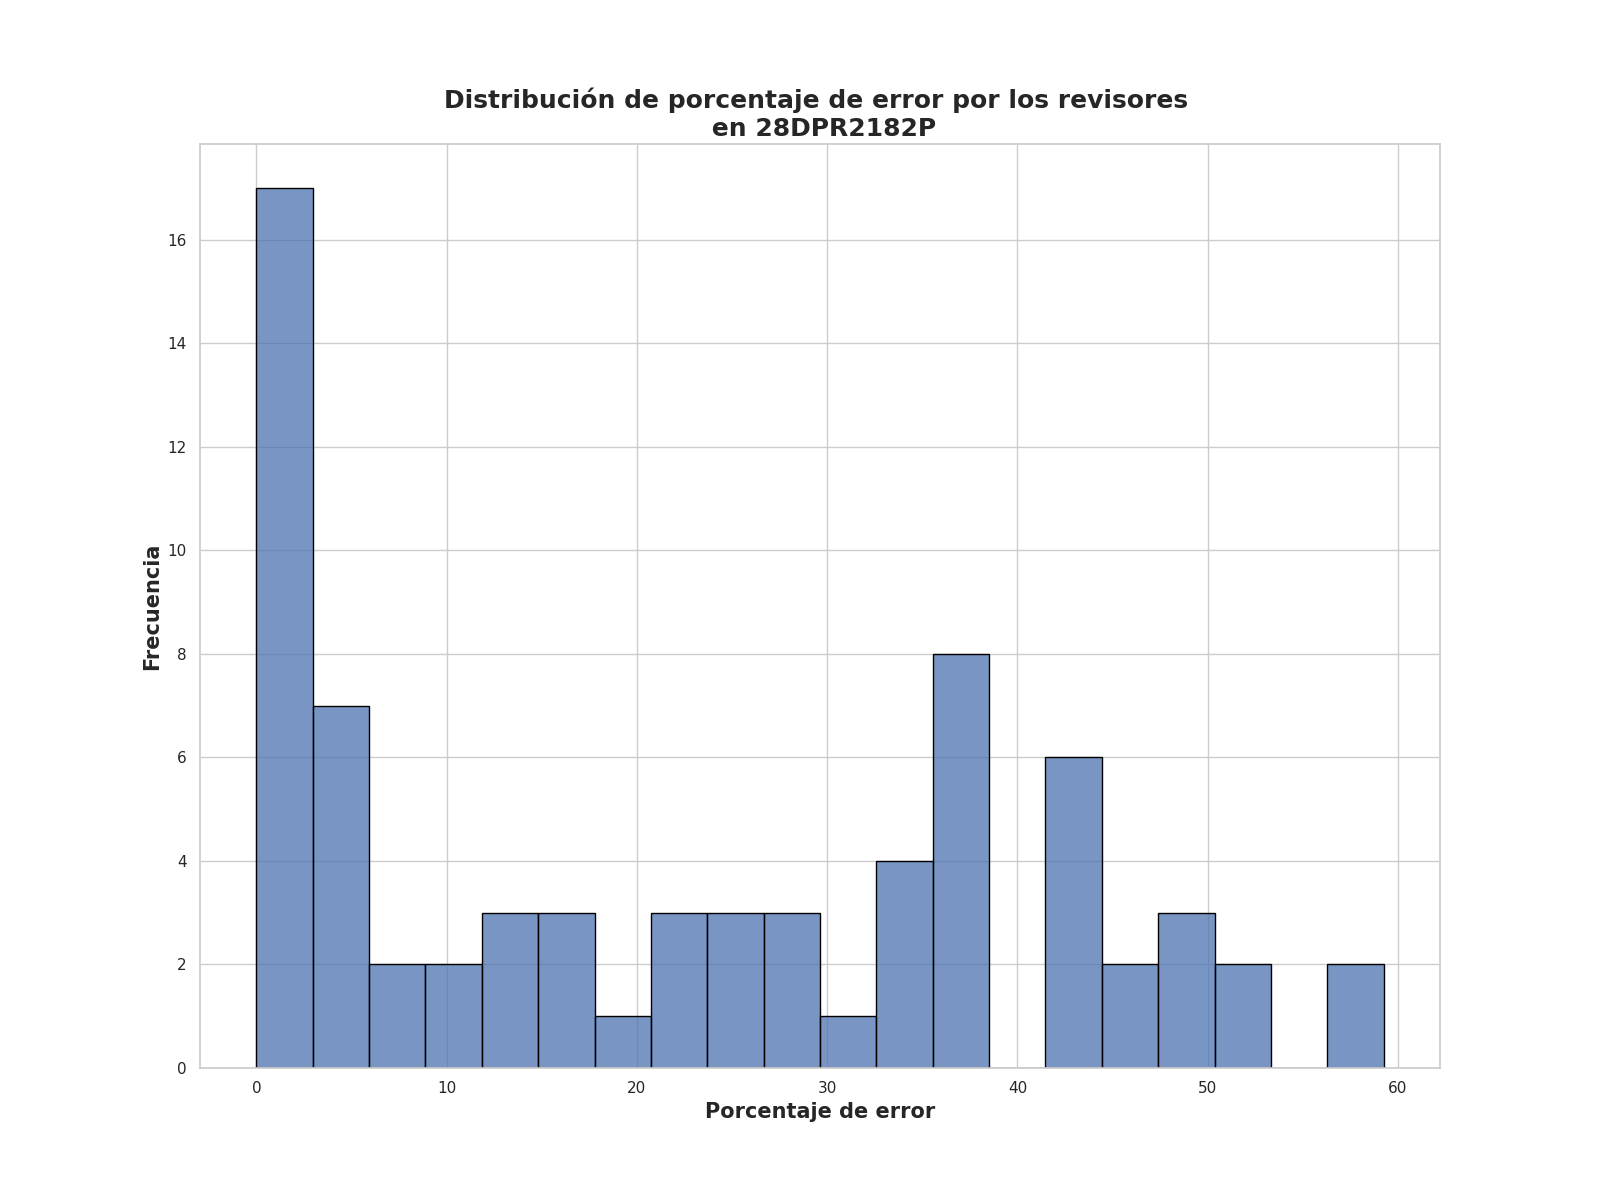 Distribución de porcentaje de error por los revisores
en 28DPR2182P
16
14
12
10
8
6
4
2
0
Frecuencia
0 10 20 30 40 50 60
Porcentaje de error